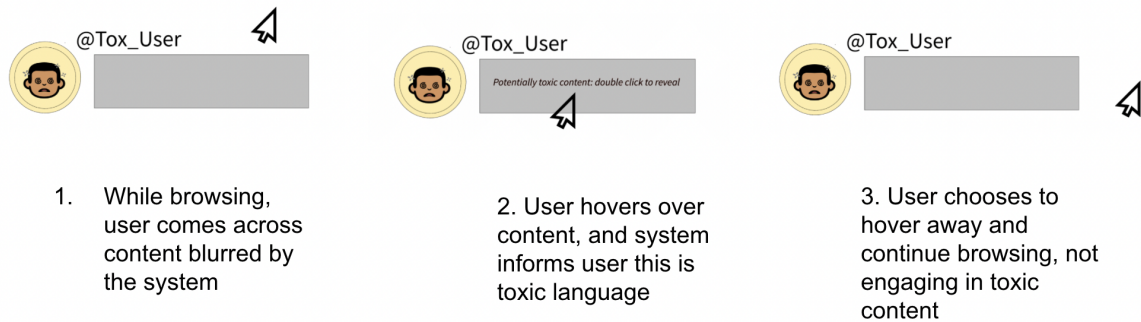 @Tox_User
1. While browsing,
user comes across
content blurred by
the system
@Tox_User
Potentially toxic content: double click to reveal
2. User hovers over
content, and system
informs user this is
toxic language
@Tox_User
3. User chooses to
hover away and
continue browsing, not
engaging in toxic
content